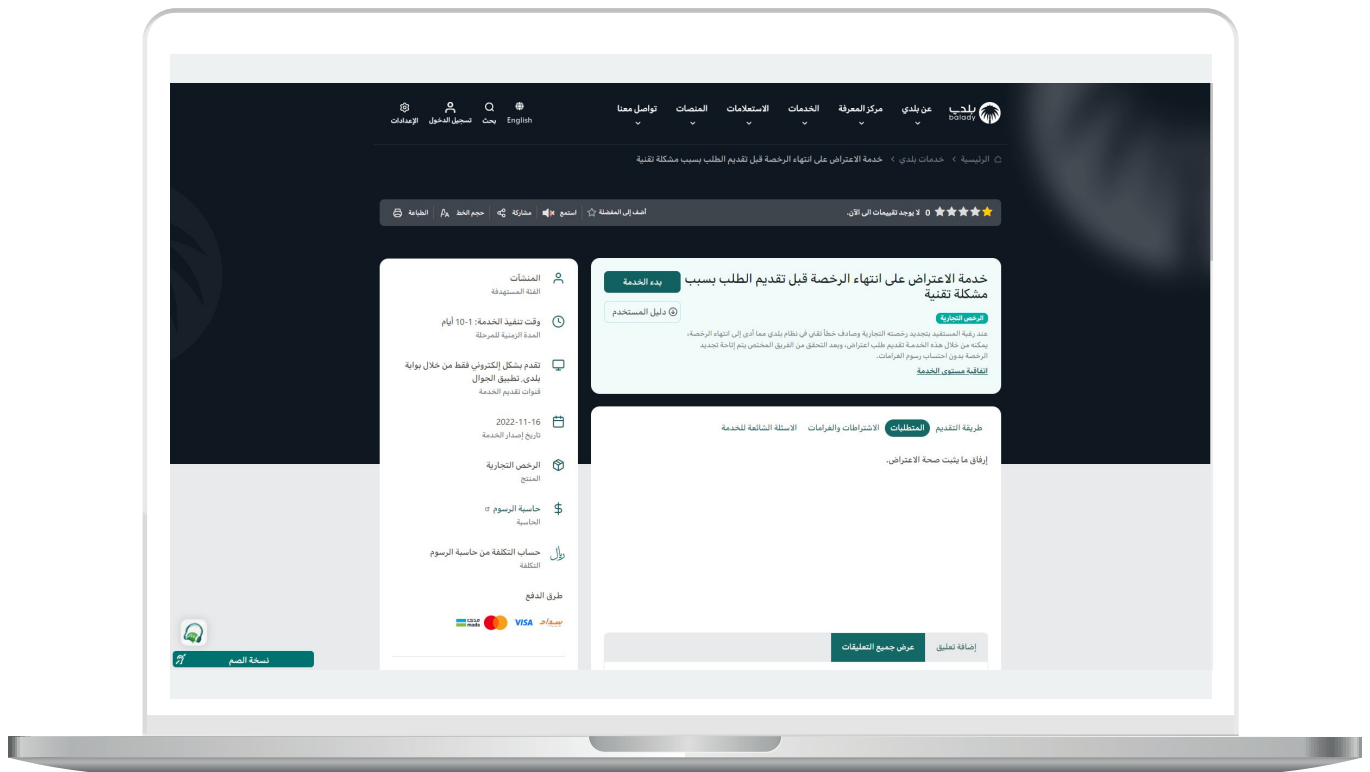 بلدي
balady
عن بلدي
مركز المعرفة
الخدمات
الاستعلامات
المنصات
تواصل معنا
English
بحث
تسجيل الدخول
الإعدادات
الرئيسية > خدمات بلدي > خدمة الاعتراض على انتهاء الرخصة قبل تقديم الطلب بسبب مشكلة تقنية
0 لا يوجد تقييمات الى الآن.
أضف إلى المفضلة
استمع
مشاركة
حجم الخط
الطباعة
خدمة الاعتراض على انتهاء الرخصة قبل تقديم الطلب بسبب
مشكلة تقنية
بدء الخدمة
دليل المستخدم
الرخص التجارية
عند رغبة المستفيد بتجديد رخصته التجارية وصادف خطأ تقني في نظام بلدي مما أدى إلى انتهاء الرخصة،
يمكنه من خلال هذه الخدمة تقديم طلب اعتراض، وبعد التحقق من الفريق المختص يتم إتاحة تجديد
الرخصة بدون احتساب رسوم الغرامات.
اتفاقية مستوى الخدمة
طريقة التقديم
المتطلبات
الاشتراطات والغرامات
الاسئلة الشائعة للخدمة
إرفاق ما يثبت صحة الاعتراض.
إضافة تعليق
عرض جميع التعليقات
المنشآت
الفئة المستهدفة
وقت تنفيذ الخدمة: 1-10 أيام
المدة الزمنية للمرحلة
تقدم بشكل إلكتروني فقط من خلال بوابة
بلدي, تطبيق الجوال
قنوات تقديم الخدمة
2022-11-16
تاريخ إصدار الخدمة
الرخص التجارية
المنتج
حاسبة الرسوم
الحاسبة
حساب التكلفة من حاسبة الرسوم
التكلفة
طرق الدفع
سداد
VISA
مدى
mada
نسخة الصم